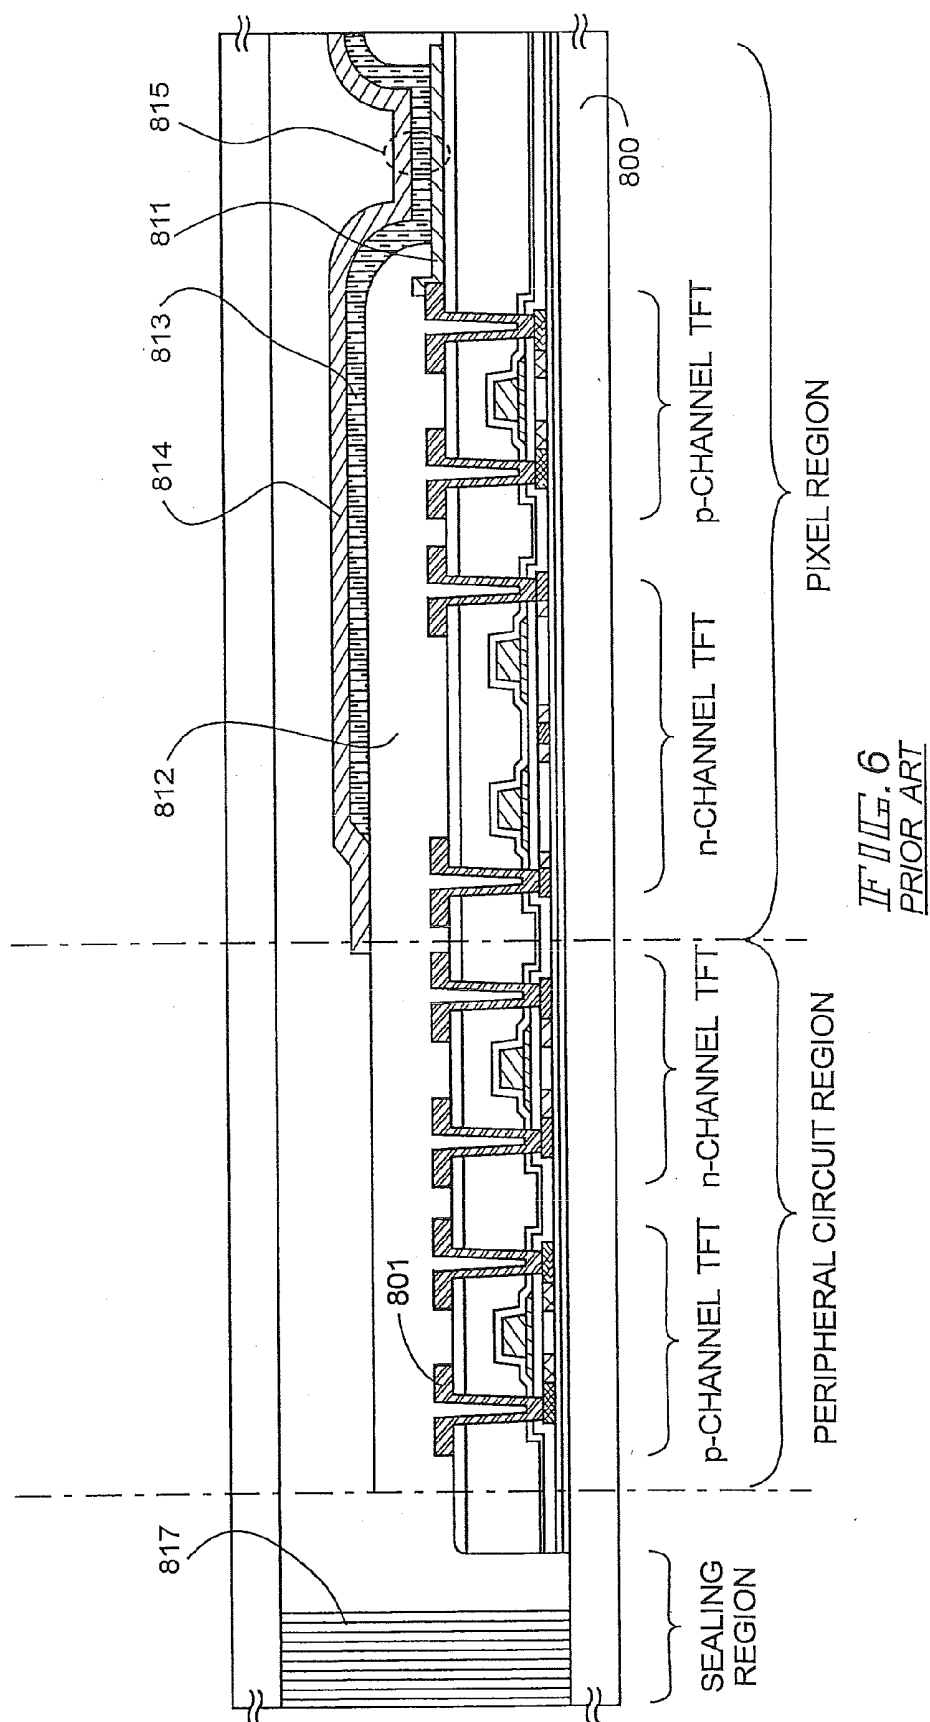 817
812
814
813
811
815
801
800
SEALING
REGION
p-CHANNEL TFT
n-CHANNEL TFT
n-CHANNEL TFT
p-CHANNEL TFT
PERIPHERAL CIRCUIT REGION
PIXEL REGION
FIG. 6
PRIOR ART